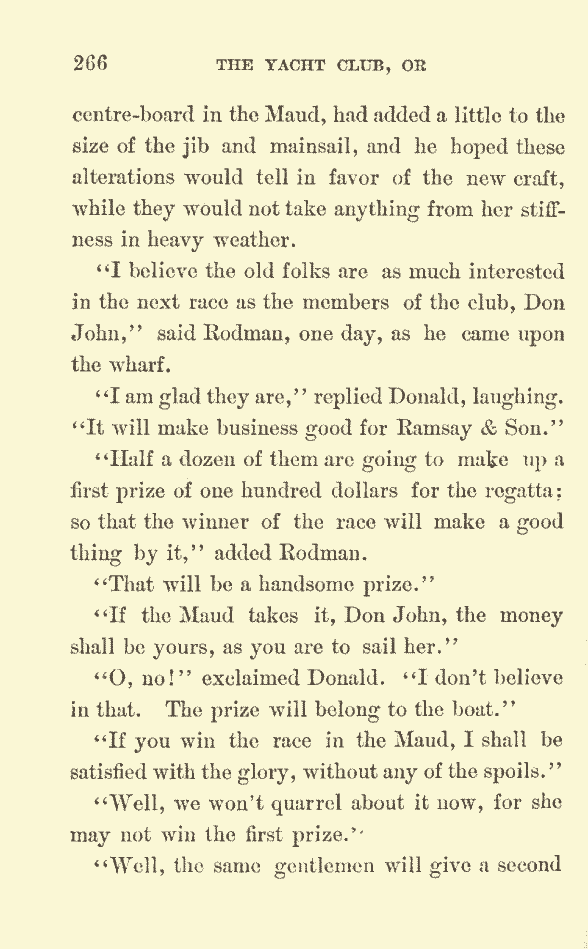 266 THE YACHT CLUB, OR
centre-board in the Maud, had added a little to the
size of the jib and mainsail, and he hoped these
alterations would tell in favor of the new craft,
while they would not take anything from her stiff-
ness in heavy weather.
"I believe the old folks are as much interested
in the next race as the members of the club, Don
John," said Rodman, one day, as he came upon
the wharf.
"I am glad they are," replied Donald, laughing.
"It will make business good for Ramsay & Son."
"Half a dozen of them are going to make up a
first prize of one hundred dollars for the regatta;
so that the winner of the race will make a good
thing by it," added Rodman.
"That will be a handsome prize."
"If the Maud takes it, Don John, the money
shall be yours, as you are to sail her."
"O, no!" exclaimed Donald. "I don't believe
in that. The prize will belong to the boat."
"If you win the race in the Maud, I shall be
satisfied with the glory, without any of the spoils."
"Well, we won't quarrel about it now, for she
may not win the first prize."
"Well, the same gentlemen will give a second